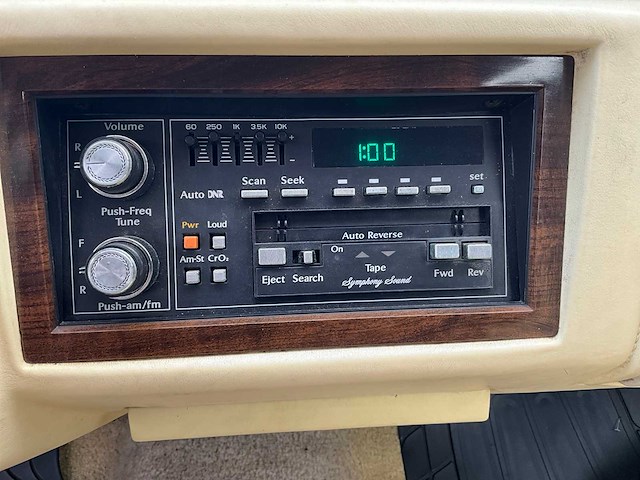 Volume
R
L
Push-Freq
Tune
F
R
Push-am/fm
60 250 1K 3.5K 10K
+
-
1:00
Auto DNR
Scan Seek
set
Pwr Loud
Am-St CrO₂
Auto Reverse
On
Eject Search
Tape
Symphony Sound
Fwd Rev